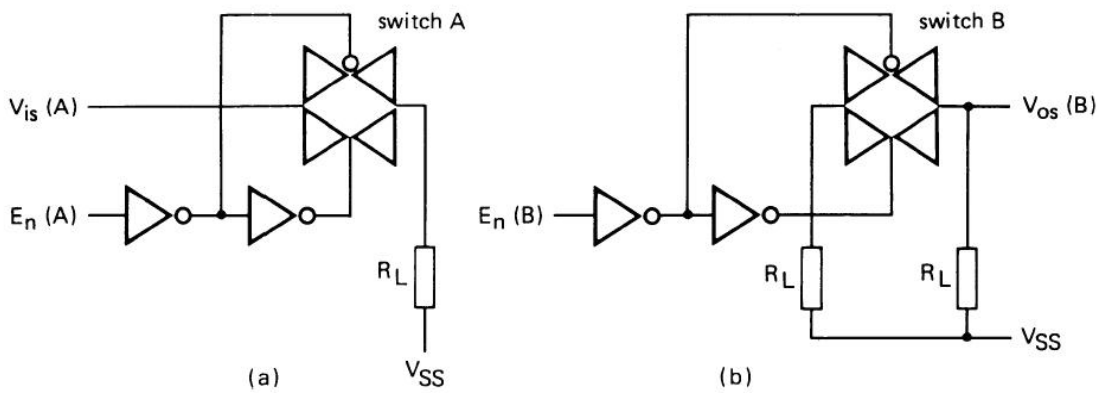 switch A
V_is (A)
E_n (A)
R_L
V_SS
(a)
switch B
V_os (B)
E_n (B)
R_L
R_L
V_SS
(b)